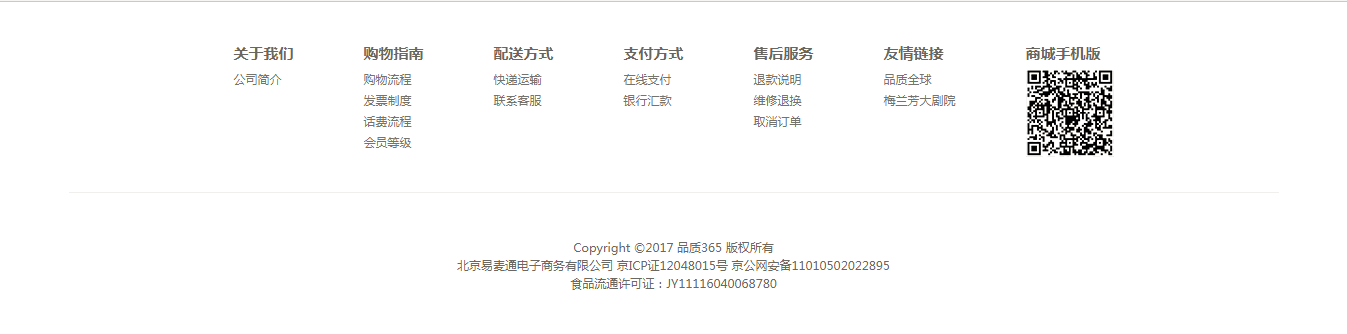 关于我们
公司简介
购物指南
购物流程
发票制度
话费流程
会员等级
配送方式
快递运输
联系客服
支付方式
在线支付
银行汇款
售后服务
退款说明
维修退换
取消订单
友情链接
品质全球
梅兰芳大剧院
商城手机版
Copyright ©2017 品质365 版权所有
北京易麦通电子商务有限公司 京ICP证12048015号 京公网安备11010502022895
食品流通许可证：JY11116040068780